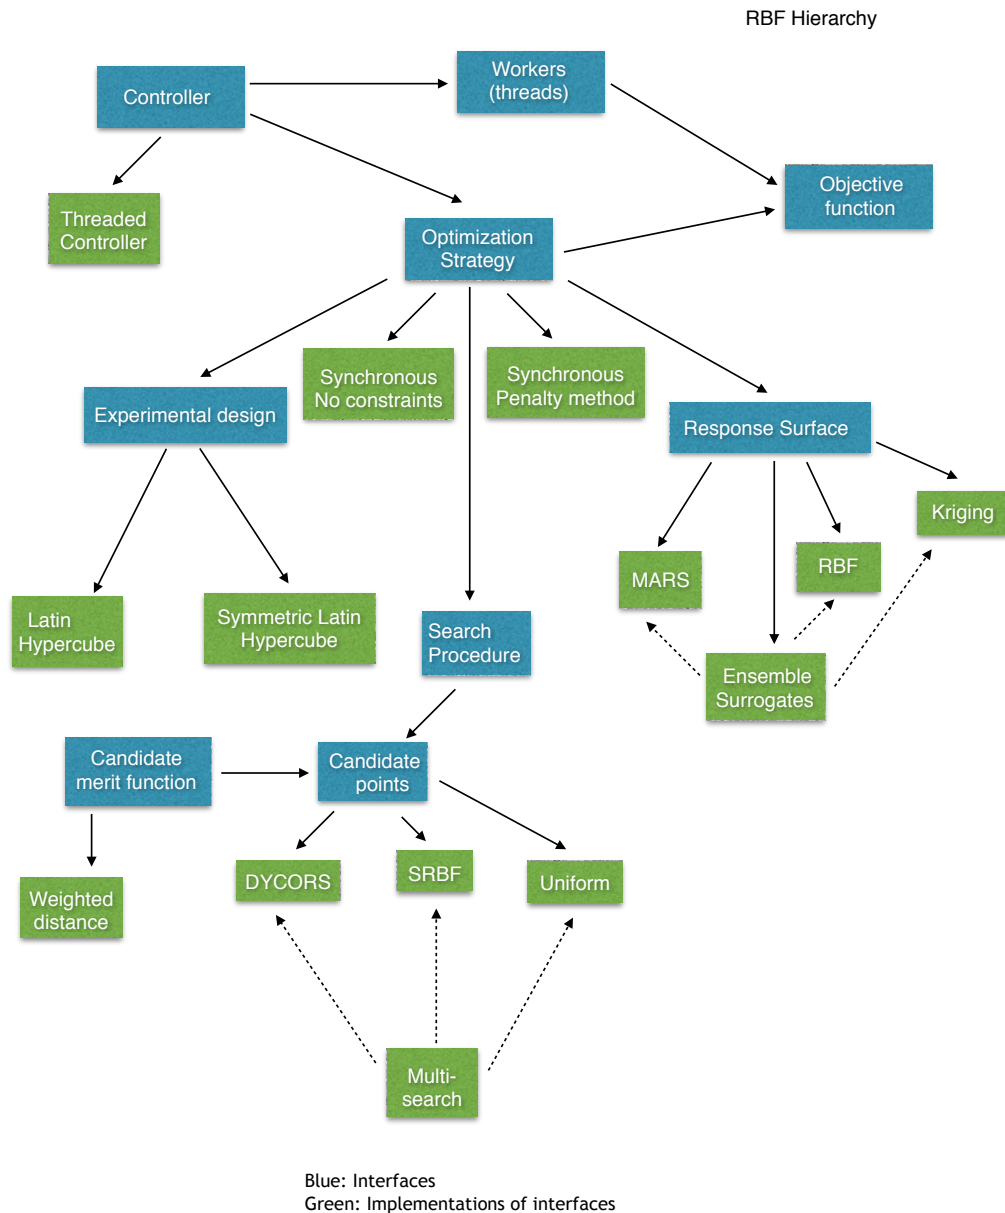 RBF Hierarchy
Controller
Workers
(threads)
Objective
function
Threaded
Controller
Optimization
Strategy
Synchronous
No constraints
Synchronous
Penalty method
Experimental design
Response Surface
Kriging
MARS
RBF
Latin
Hypercube
Symmetric Latin
Hypercube
Search
Procedure
Ensemble
Surrogates
Candidate
merit function
Candidate
points
DYCORS
SRBF
Uniform
Weighted
distance
Multi-
search
Blue: Interfaces
Green: Implementations of interfaces